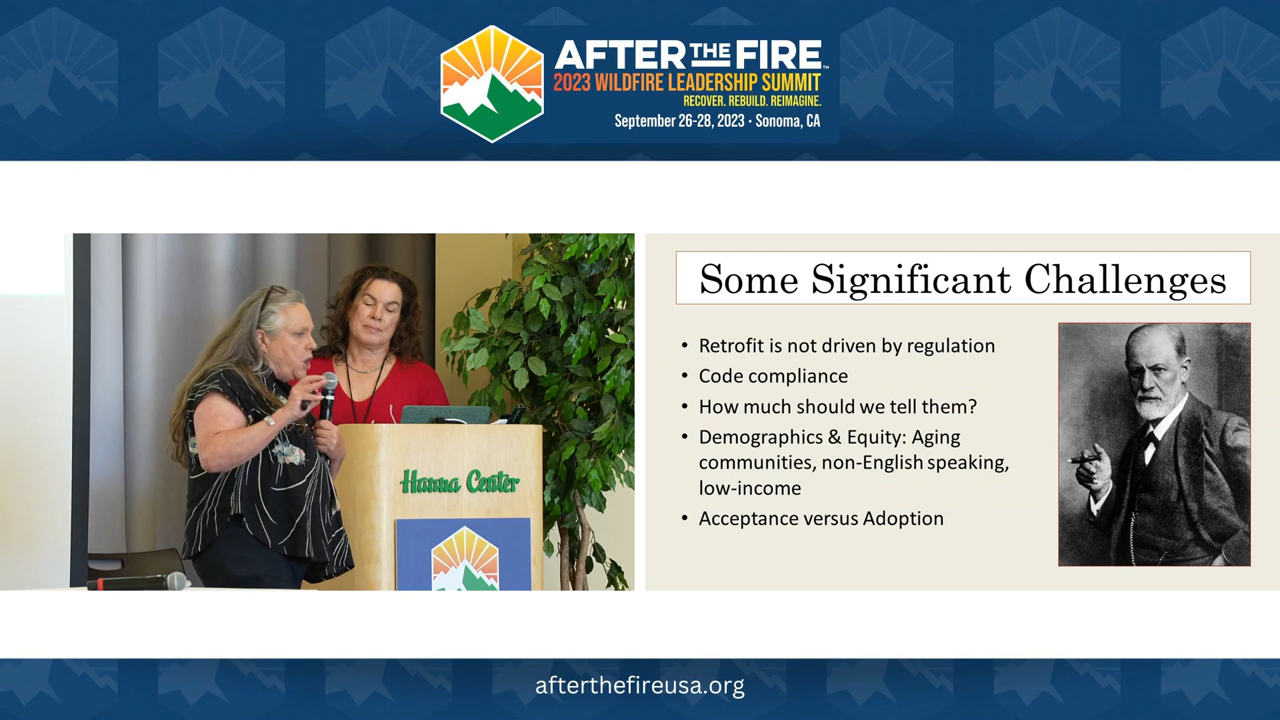 AFTER THE FIRE™
2023 WILDFIRE LEADERSHIP SUMMIT
RECOVER. REBUILD. REIMAGINE.
September 26-28, 2023 • Sonoma, CA
Hanna Center
Some Significant Challenges
• Retrofit is not driven by regulation
• Code compliance
• How much should we tell them?
• Demographics & Equity: Aging
communities, non-English speaking,
low-income
• Acceptance versus Adoption
afterthefireusa.org